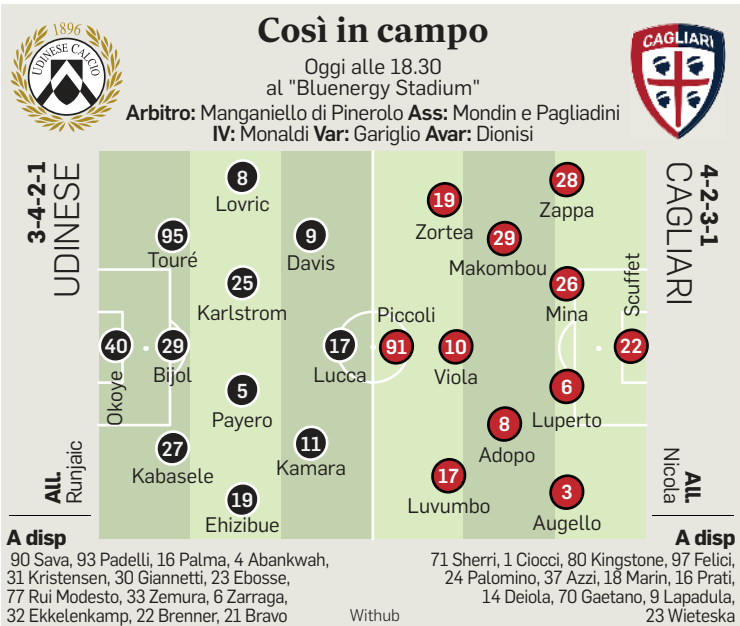 Così in campo
Oggi alle 18.30
al "Bluenergy Stadium"
Arbitro: Manganiello di Pinerolo Ass: Mondin e Pagliadini
IV: Monaldi Var: Gariglio Avar: Dionisi
1896
UDINESE CALCIO
CAGLIARI
3-4-2-1
UDINESE
40
Okoye
95
Touré
29
Bijol
27
Kabasele
8
Lovric
25
Karlstrom
5
Payero
19
Ehizibue
9
Davis
11
Kamara
17
Lucca
Piccoli
91
19
Zortea
10
Viola
17
Luvumbo
29
Makombou
8
Adopo
28
Zappa
26
Mina
6
Luperto
3
Augello
Scuffet
22
4-2-3-1
CAGLIARI
All.
Runjaic
All.
Nicola
A disp
90 Sava, 93 Padelli, 16 Palma, 4 Abankwah,
31 Kristensen, 30 Giannetti, 23 Ebosse,
77 Rui Modesto, 33 Zemura, 6 Zarraga,
32 Ekkelenkamp, 22 Brenner, 21 Bravo
Withub
A disp
71 Sherri, 1 Ciocci, 80 Kingstone, 97 Felici,
24 Palomino, 37 Azzi, 18 Marin, 16 Prati,
14 Deiola, 70 Gaetano, 9 Lapadula,
23 Wieteska